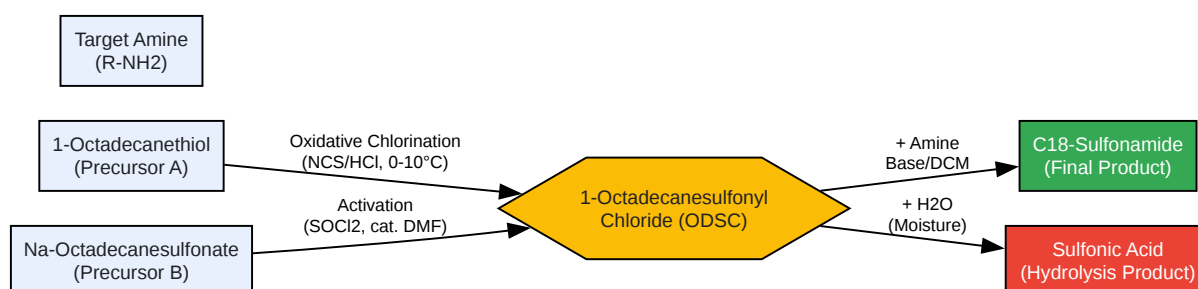 Target Amine
(R-NH2)
1-Octadecanethiol
(Precursor A)
Na-Octadecanesulfonate
(Precursor B)
Oxidative Chlorination
(NCS/HCl, 0-10°C)
Activation
(SOCl2, cat. DMF)
1-Octadecanesulfonyl
Chloride (ODSC)
+ Amine
Base/DCM
+ H2O
(Moisture)
C18-Sulfonamide
(Final Product)
Sulfonic Acid
(Hydrolysis Product)